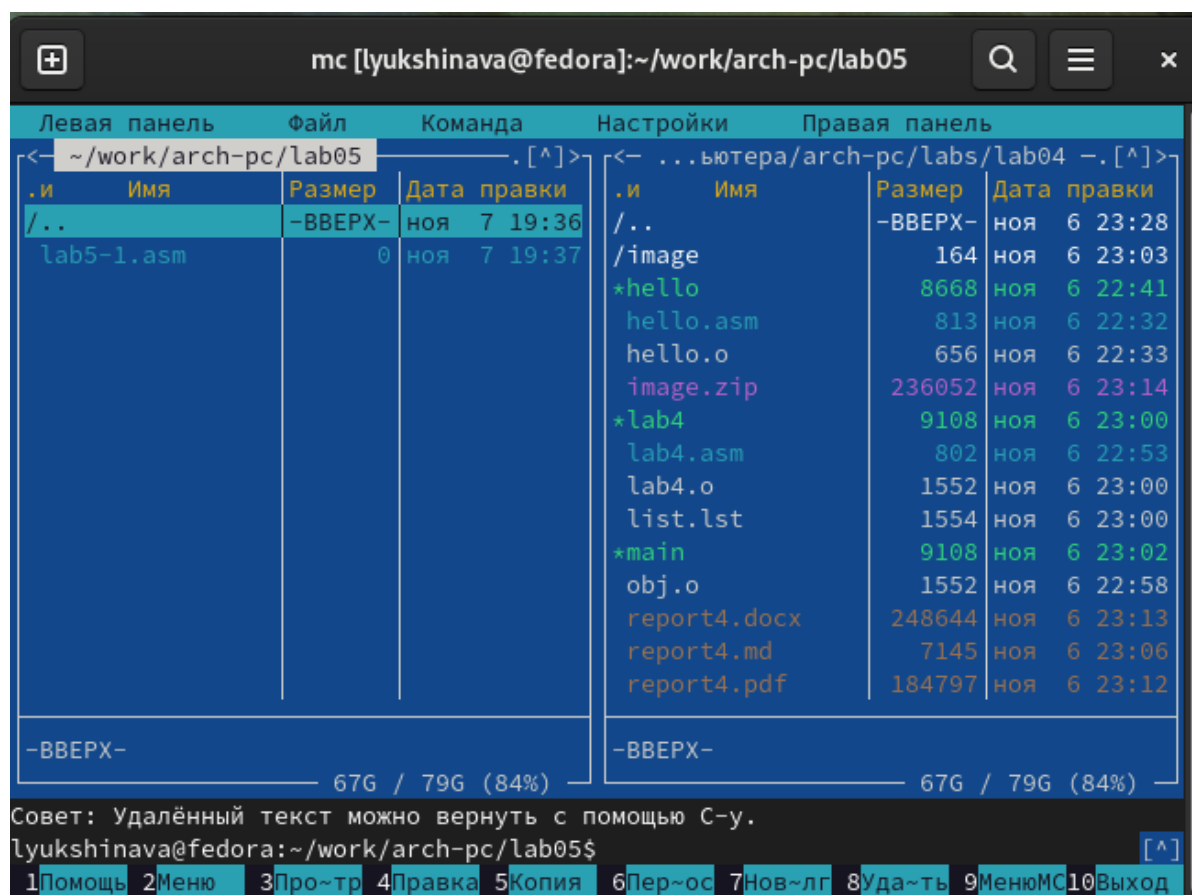 mc [lyukshinava@fedora]:~/work/arch-pc/lab05
Левая панель Файл Команда Настройки Правая панель
<— ~/work/arch-pc/lab05 .[^]>
.и Имя Размер Дата правки
/.. -ВВЕРХ- ноя 7 19:36
lab5-1.asm 0 ноя 7 19:37
-ВВЕРХ-
67G / 79G (84%)
<— ...ьютера/arch-pc/labs/lab04 —.[^]>
.и Имя Размер Дата правки
/.. -ВВЕРХ- ноя 6 23:28
/image 164 ноя 6 23:03
*hello 8668 ноя 6 22:41
hello.asm 813 ноя 6 22:32
hello.o 656 ноя 6 22:33
image.zip 236052 ноя 6 23:14
*lab4 9108 ноя 6 23:00
lab4.asm 802 ноя 6 22:53
lab4.o 1552 ноя 6 23:00
list.lst 1554 ноя 6 23:00
*main 9108 ноя 6 23:02
obj.o 1552 ноя 6 22:58
report4.docx 248644 ноя 6 23:13
report4.md 7145 ноя 6 23:06
report4.pdf 184797 ноя 6 23:12
-ВВЕРХ-
67G / 79G (84%)
Совет: Удалённый текст можно вернуть с помощью C-y.
lyukshinava@fedora:~/work/arch-pc/lab05$ [^]
1Помощь 2Меню 3Про~тр 4Правка 5Копия 6Пер~ос 7Нов~лг 8Уда~ть 9МенюMC 10Выход